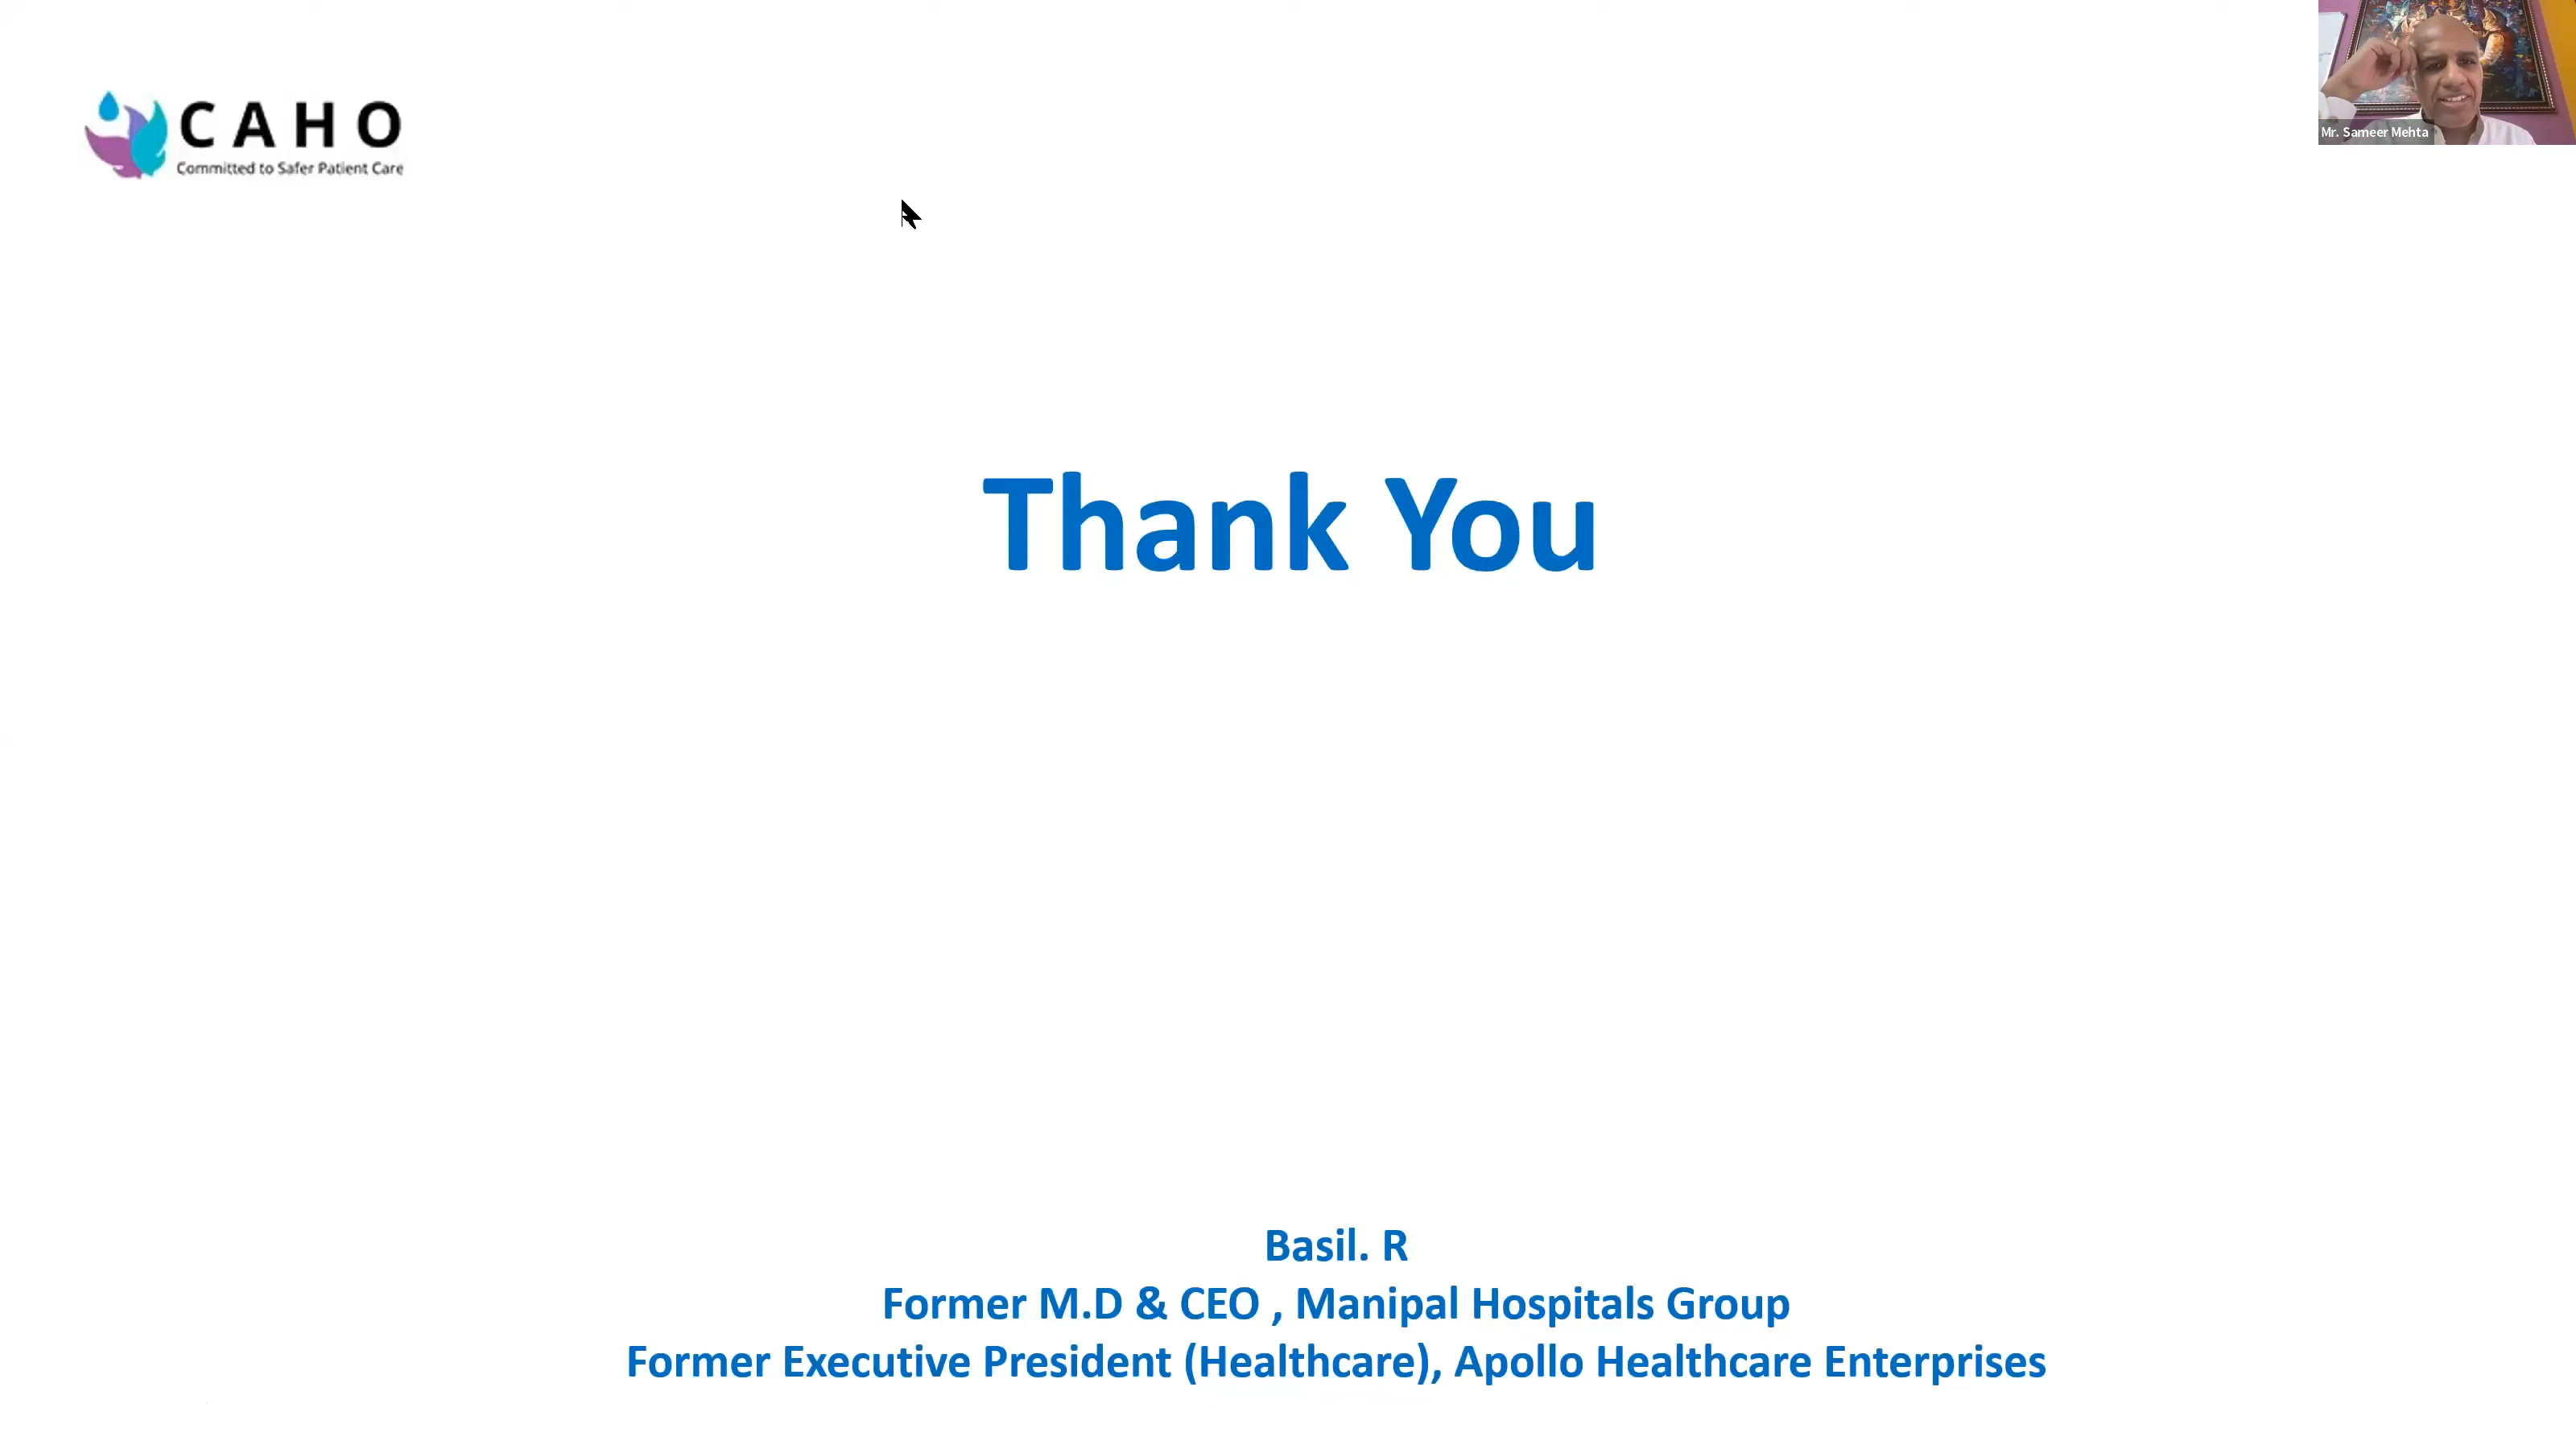 CAHO
Committed to Safer Patient Care
Mr. Sameer Mehta
Thank You
Basil. R
Former M.D & CEO , Manipal Hospitals Group
Former Executive President (Healthcare), Apollo Healthcare Enterprises